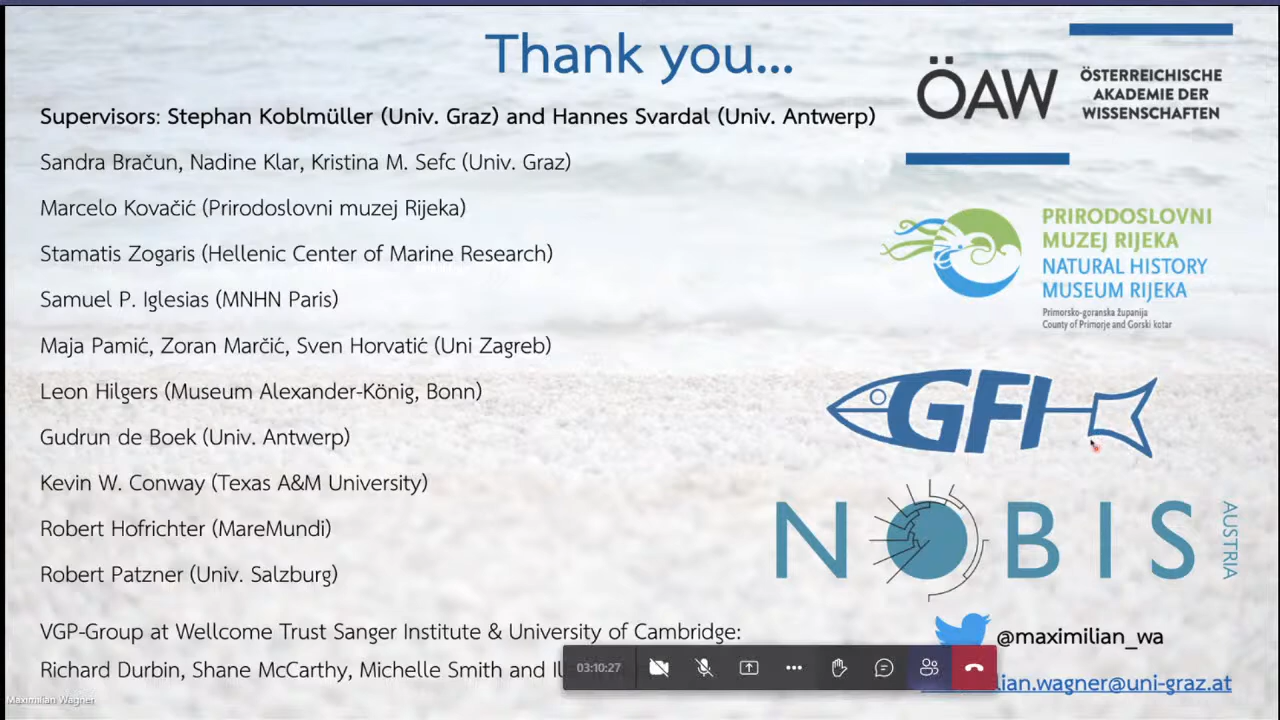 Thank you...
Supervisors: Stephan Koblmüller (Univ. Graz) and Hannes Svardal (Univ. Antwerp)
Sandra Bračun, Nadine Klar, Kristina M. Sefc (Univ. Graz)
Marcelo Kovačić (Prirodoslovni muzej Rijeka)
Stamatis Zogaris (Hellenic Center of Marine Research)
Samuel P. Iglesias (MNHN Paris)
Maja Pamić, Zoran Marčić, Sven Horvatić (Uni Zagreb)
Leon Hilgers (Museum Alexander-König, Bonn)
Gudrun de Boek (Univ. Antwerp)
Kevin W. Conway (Texas A&M University)
Robert Hofrichter (MareMundi)
Robert Patzner (Univ. Salzburg)
VGP-Group at Wellcome Trust Sanger Institute & University of Cambridge:
Richard Durbin, Shane McCarthy, Michelle Smith and
Maximilian Wagner
ÖAW
ÖSTERREICHISCHE
AKADEMIE DER
WISSENSCHAFTEN
PRIRODOSLOVNI
MUZEJ RIJEKA
NATURAL HISTORY
MUSEUM RIJEKA
Primorsko-goranska županija
County of Primorje and Gorski kotar
GFI
NOBIS
AUSTRIA
@maximilian_wa
lian.wagner@uni-graz.at
03:10:27